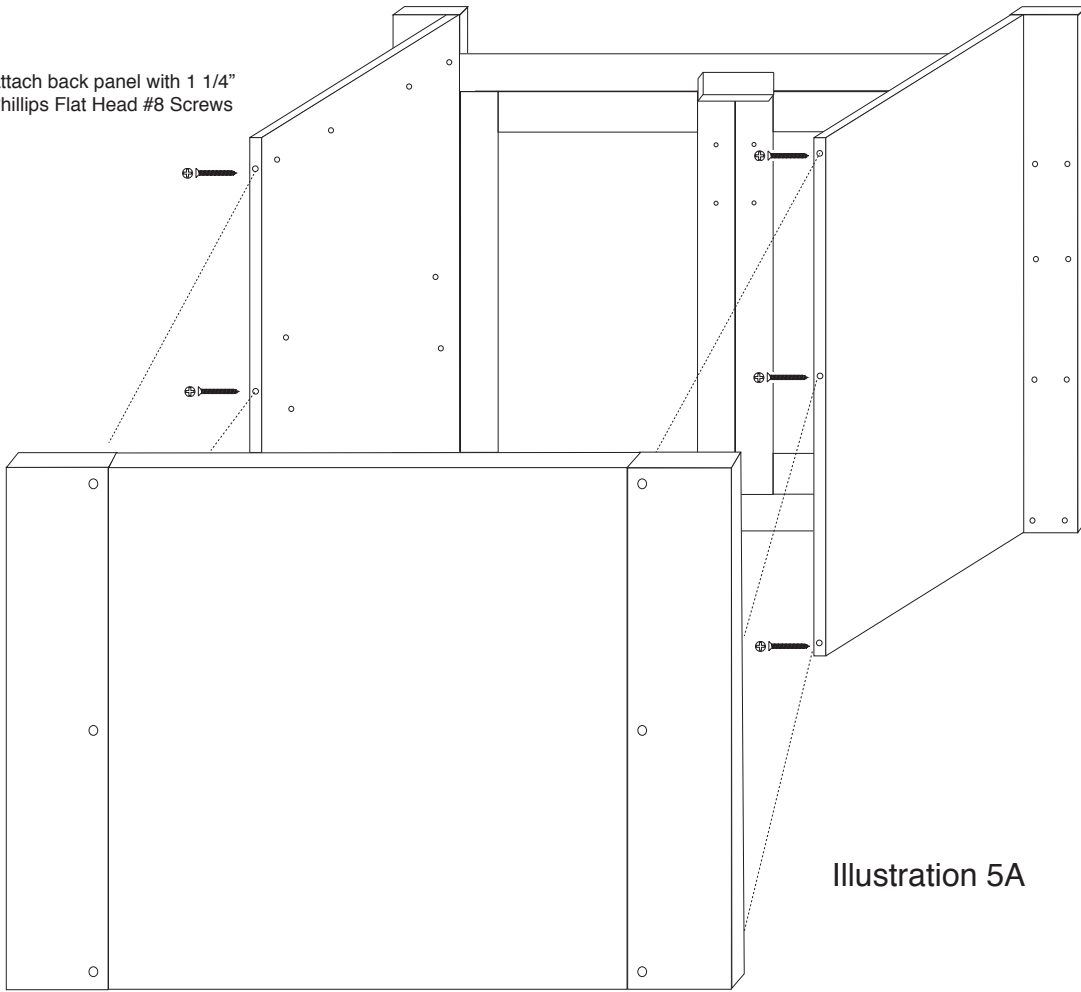 ttach back panel with 1 1/4”
hillips Flat Head #8 Screws
Illustration 5A